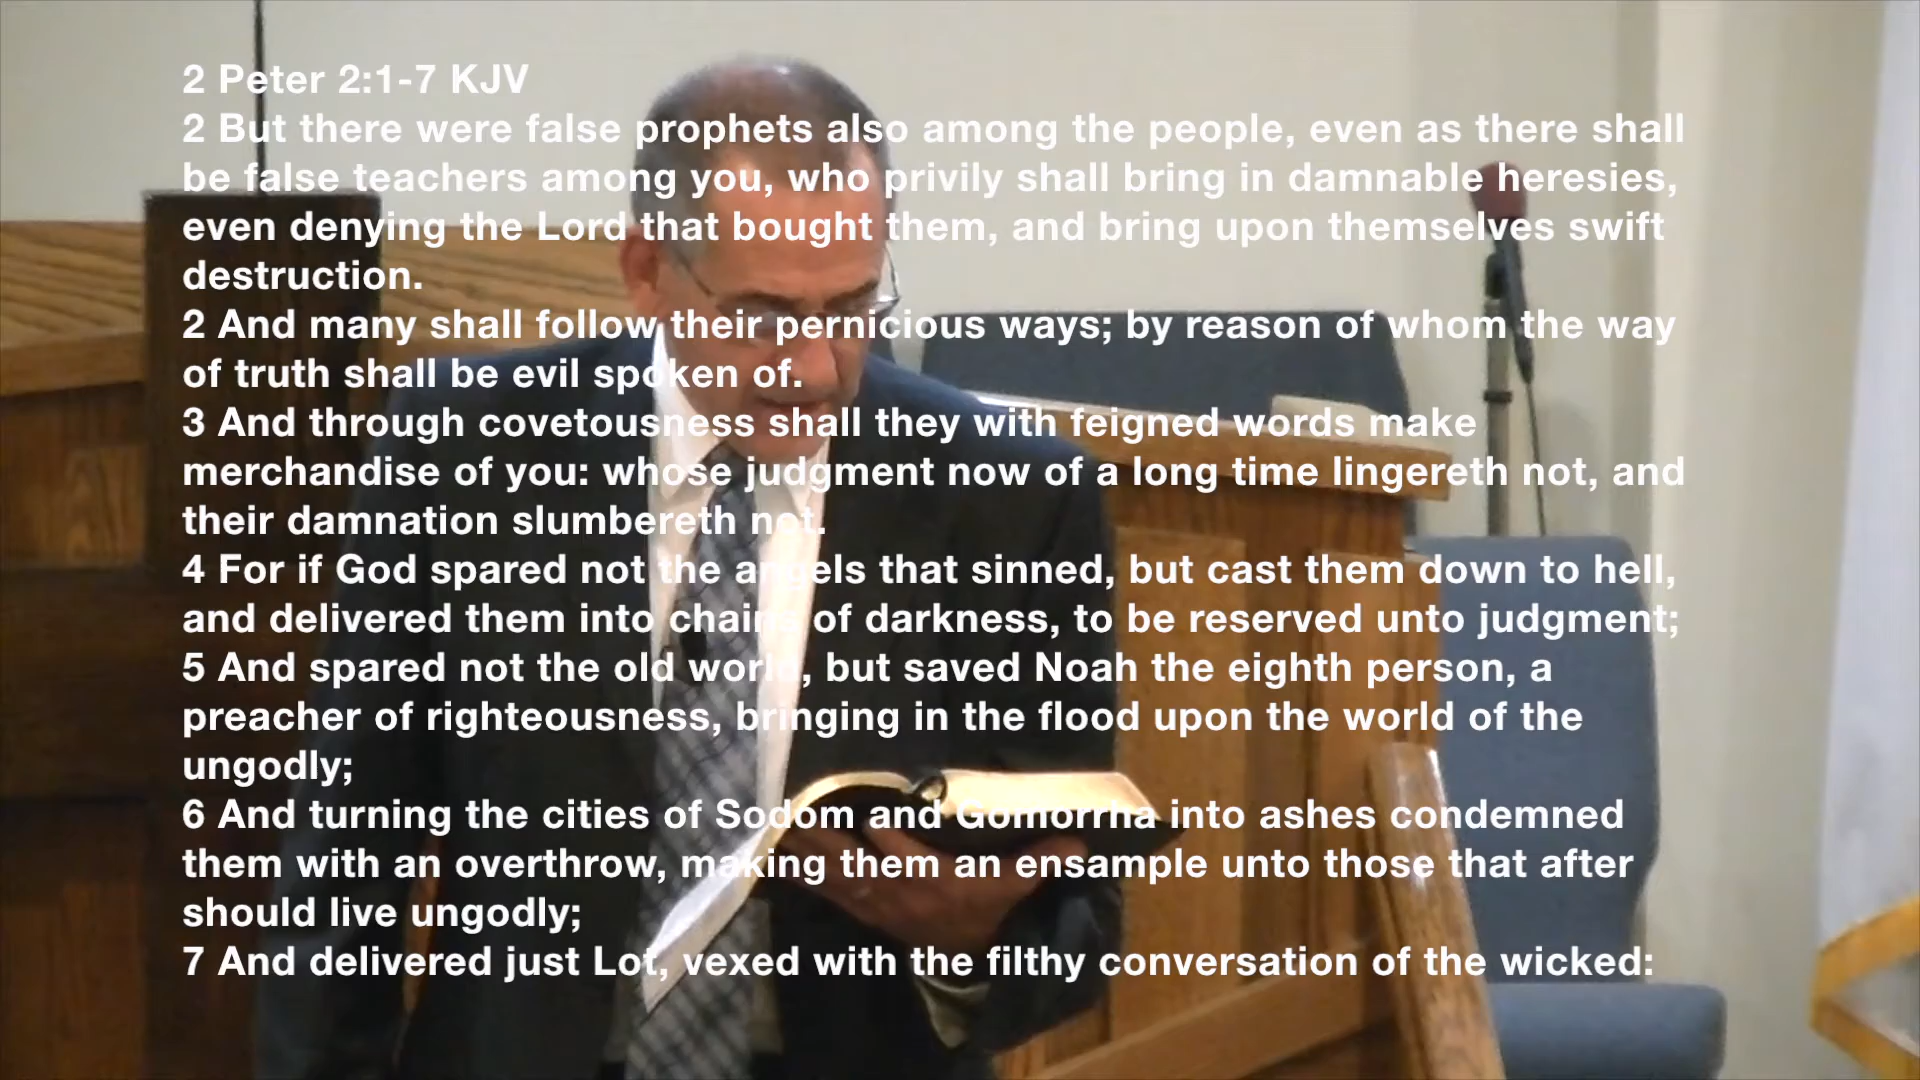 2 Peter 2:1-7 KJV
2 But there were false prophets also among the people, even as there shall
be false teachers among you, who privily shall bring in damnable heresies,
even denying the Lord that bought them, and bring upon themselves swift
destruction.
2 And many shall follow their pernicious ways; by reason of whom the way
of truth shall be evil spoken of.
3 And through covetousness shall they with feigned words make
merchandise of you: whose judgment now of a long time lingereth not, and
their damnation slumbereth not.
4 For if God spared not the angels that sinned, but cast them down to hell,
and delivered them into chains of darkness, to be reserved unto judgment;
5 And spared not the old world, but saved Noah the eighth person, a
preacher of righteousness, bringing in the flood upon the world of the
ungodly;
6 And turning the cities of Sodom and Gomorrha into ashes condemned
them with an overthrow, making them an ensample unto those that after
should live ungodly;
7 And delivered just Lot, vexed with the filthy conversation of the wicked: